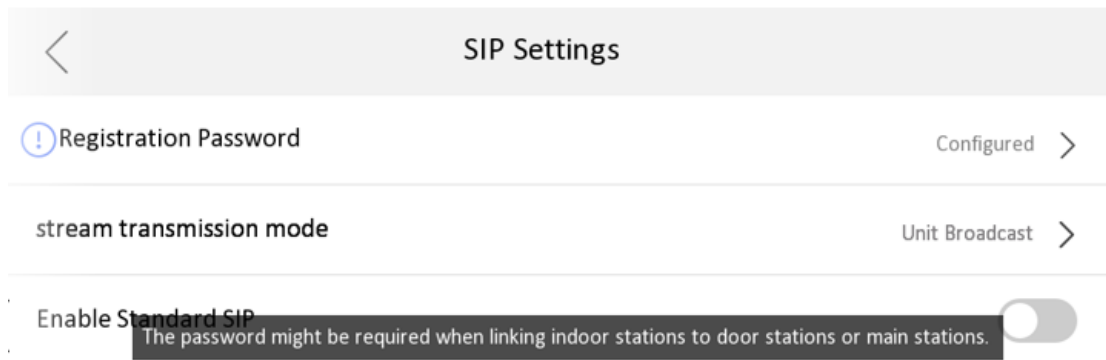 SIP Settings
! Registration Password Configured
stream transmission mode Unit Broadcast
Enable Standard SIP
The password might be required when linking indoor stations to door stations or main stations.